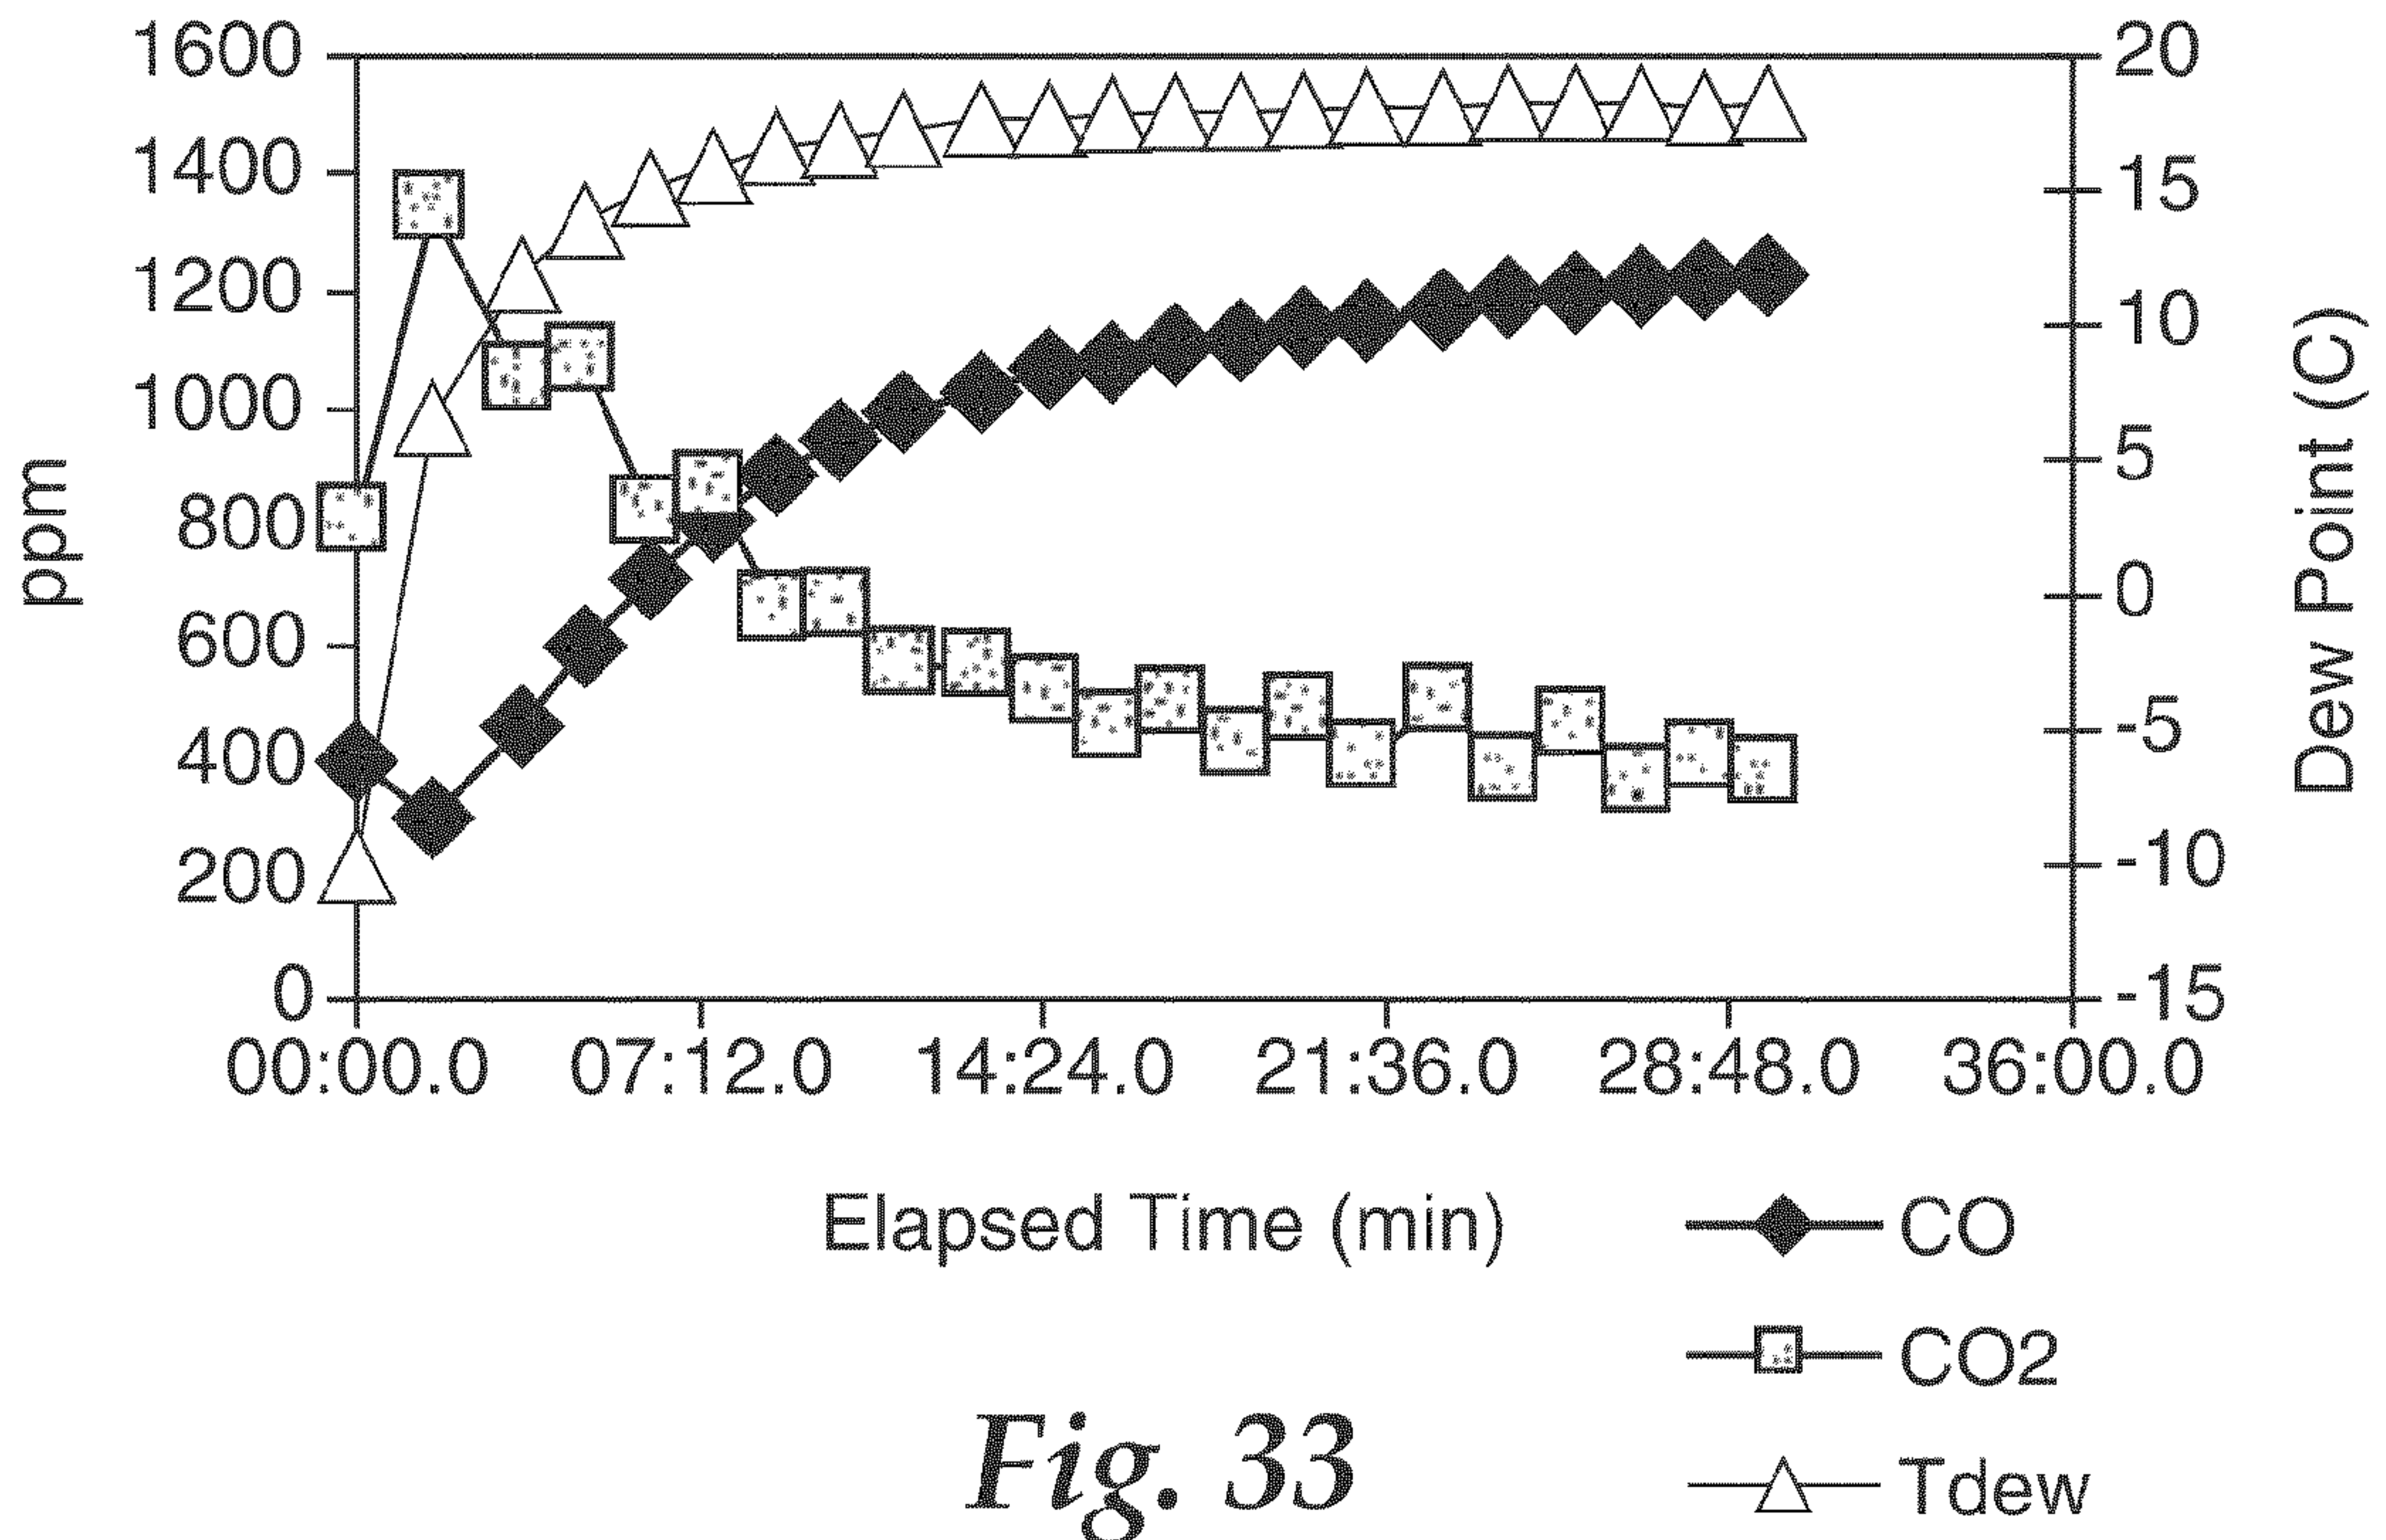 1600
1400
1200
1000
800
600
400
200
0
ppm
20
15
10
5
0
-5
-10
-15
Dew Point (C)
00:00.0 07:12.0 14:24.0 21:36.0 28:48.0 36:00.0
Elapsed Time (min)
CO
CO2
Tdew
Fig. 33